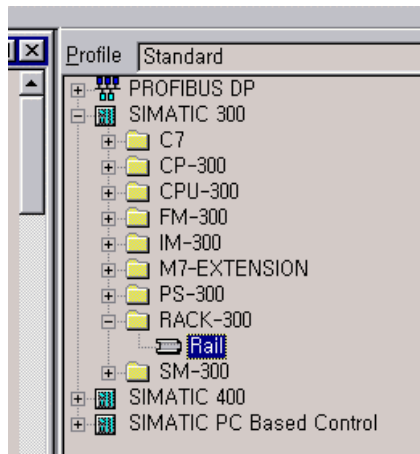 Profile Standard
PROFIBUS DP
SIMATIC 300
C7
CP-300
CPU-300
FM-300
IM-300
M7-EXTENSION
PS-300
RACK-300
Rail
SM-300
SIMATIC 400
SIMATIC PC Based Control